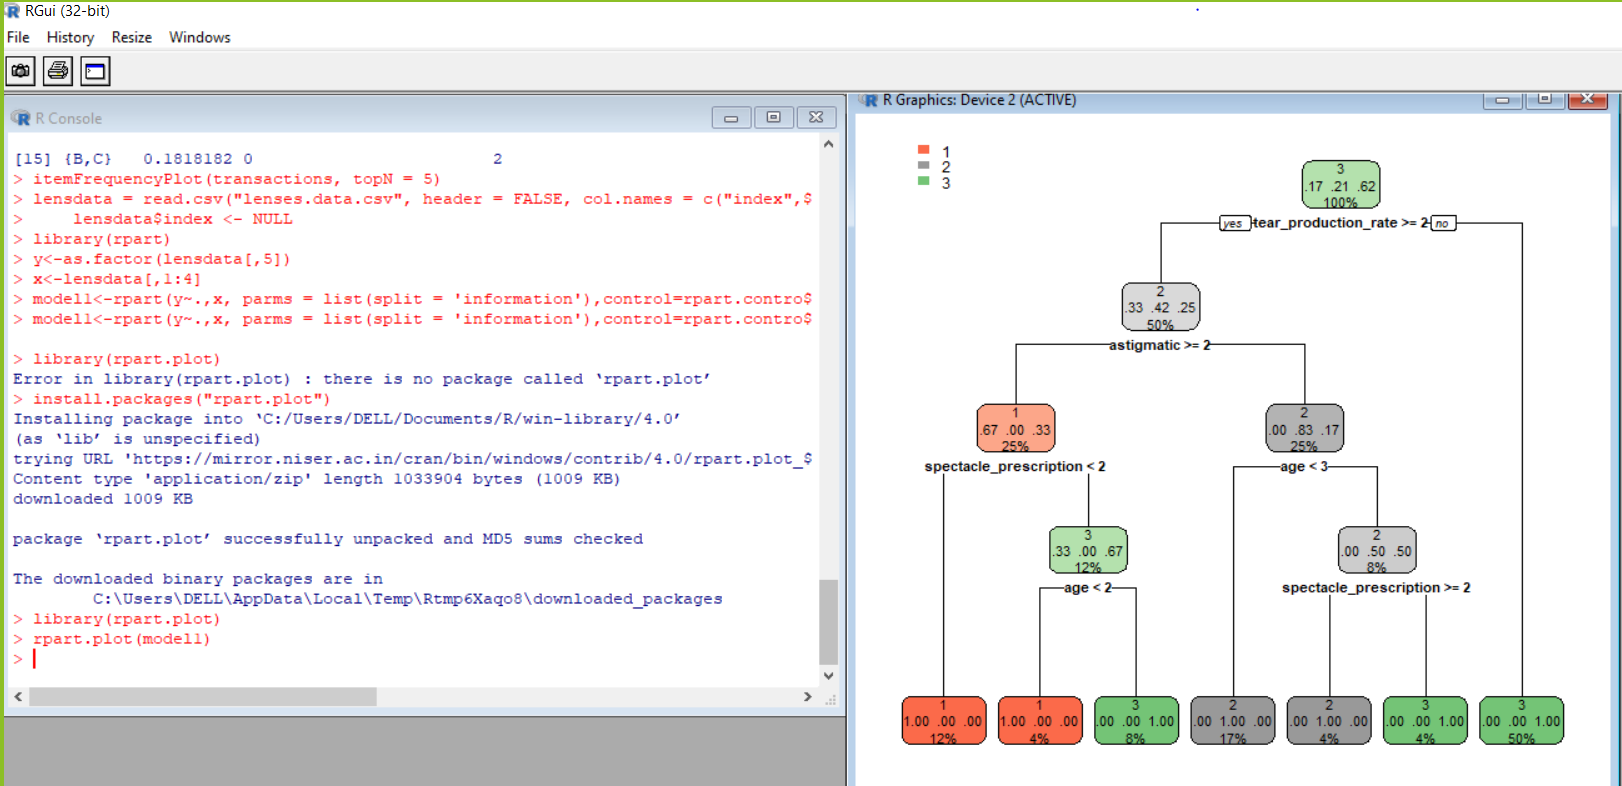 RGui (32-bit)
File History Resize Windows
R Console
[15] {B,C} 0.1818182 0 2
> itemFrequencyPlot(transactions, topN = 5)
> lensdata = read.csv("lenses.data.csv", header = FALSE, col.names = c("index",$
> lensdata$index <- NULL
> library(rpart)
> y<-as.factor(lensdata[,5])
> x<-lensdata[,1:4]
> model1<-rpart(y~.,x, parms = list(split = 'information'),control=rpart.contro$
> model1<-rpart(y~.,x, parms = list(split = 'information'),control=rpart.contro$
> library(rpart.plot)
Error in library(rpart.plot) : there is no package called ‘rpart.plot’
> install.packages("rpart.plot")
Installing package into ‘C:/Users/DELL/Documents/R/win-library/4.0’
(as ‘lib’ is unspecified)
trying URL 'https://mirror.niser.ac.in/cran/bin/windows/contrib/4.0/rpart.plot_$
Content type 'application/zip' length 1033904 bytes (1009 KB)
downloaded 1009 KB
package ‘rpart.plot’ successfully unpacked and MD5 sums checked
The downloaded binary packages are in
C:\Users\DELL\AppData\Local\Temp\Rtmp6Xaqo8\downloaded_packages
> library(rpart.plot)
> rpart.plot(model1)
>
R Graphics: Device 2 (ACTIVE)
1
2
3
3
.17 .21 .62
100%
yes tear_production_rate >= 2 no
2
.33 .42 .25
50%
astigmatic >= 2
1
.67 .00 .33
25%
spectacle_prescription < 2
2
.00 .83 .17
25%
age < 3
3
.33 .00 .67
12%
age < 2
2
.00 .50 .50
8%
spectacle_prescription >= 2
1
1.00 .00 .00
12%
1
1.00 .00 .00
4%
3
.00 .00 1.00
8%
2
.00 1.00 .00
17%
2
.00 1.00 .00
4%
3
.00 .00 1.00
4%
3
.00 .00 1.00
50%